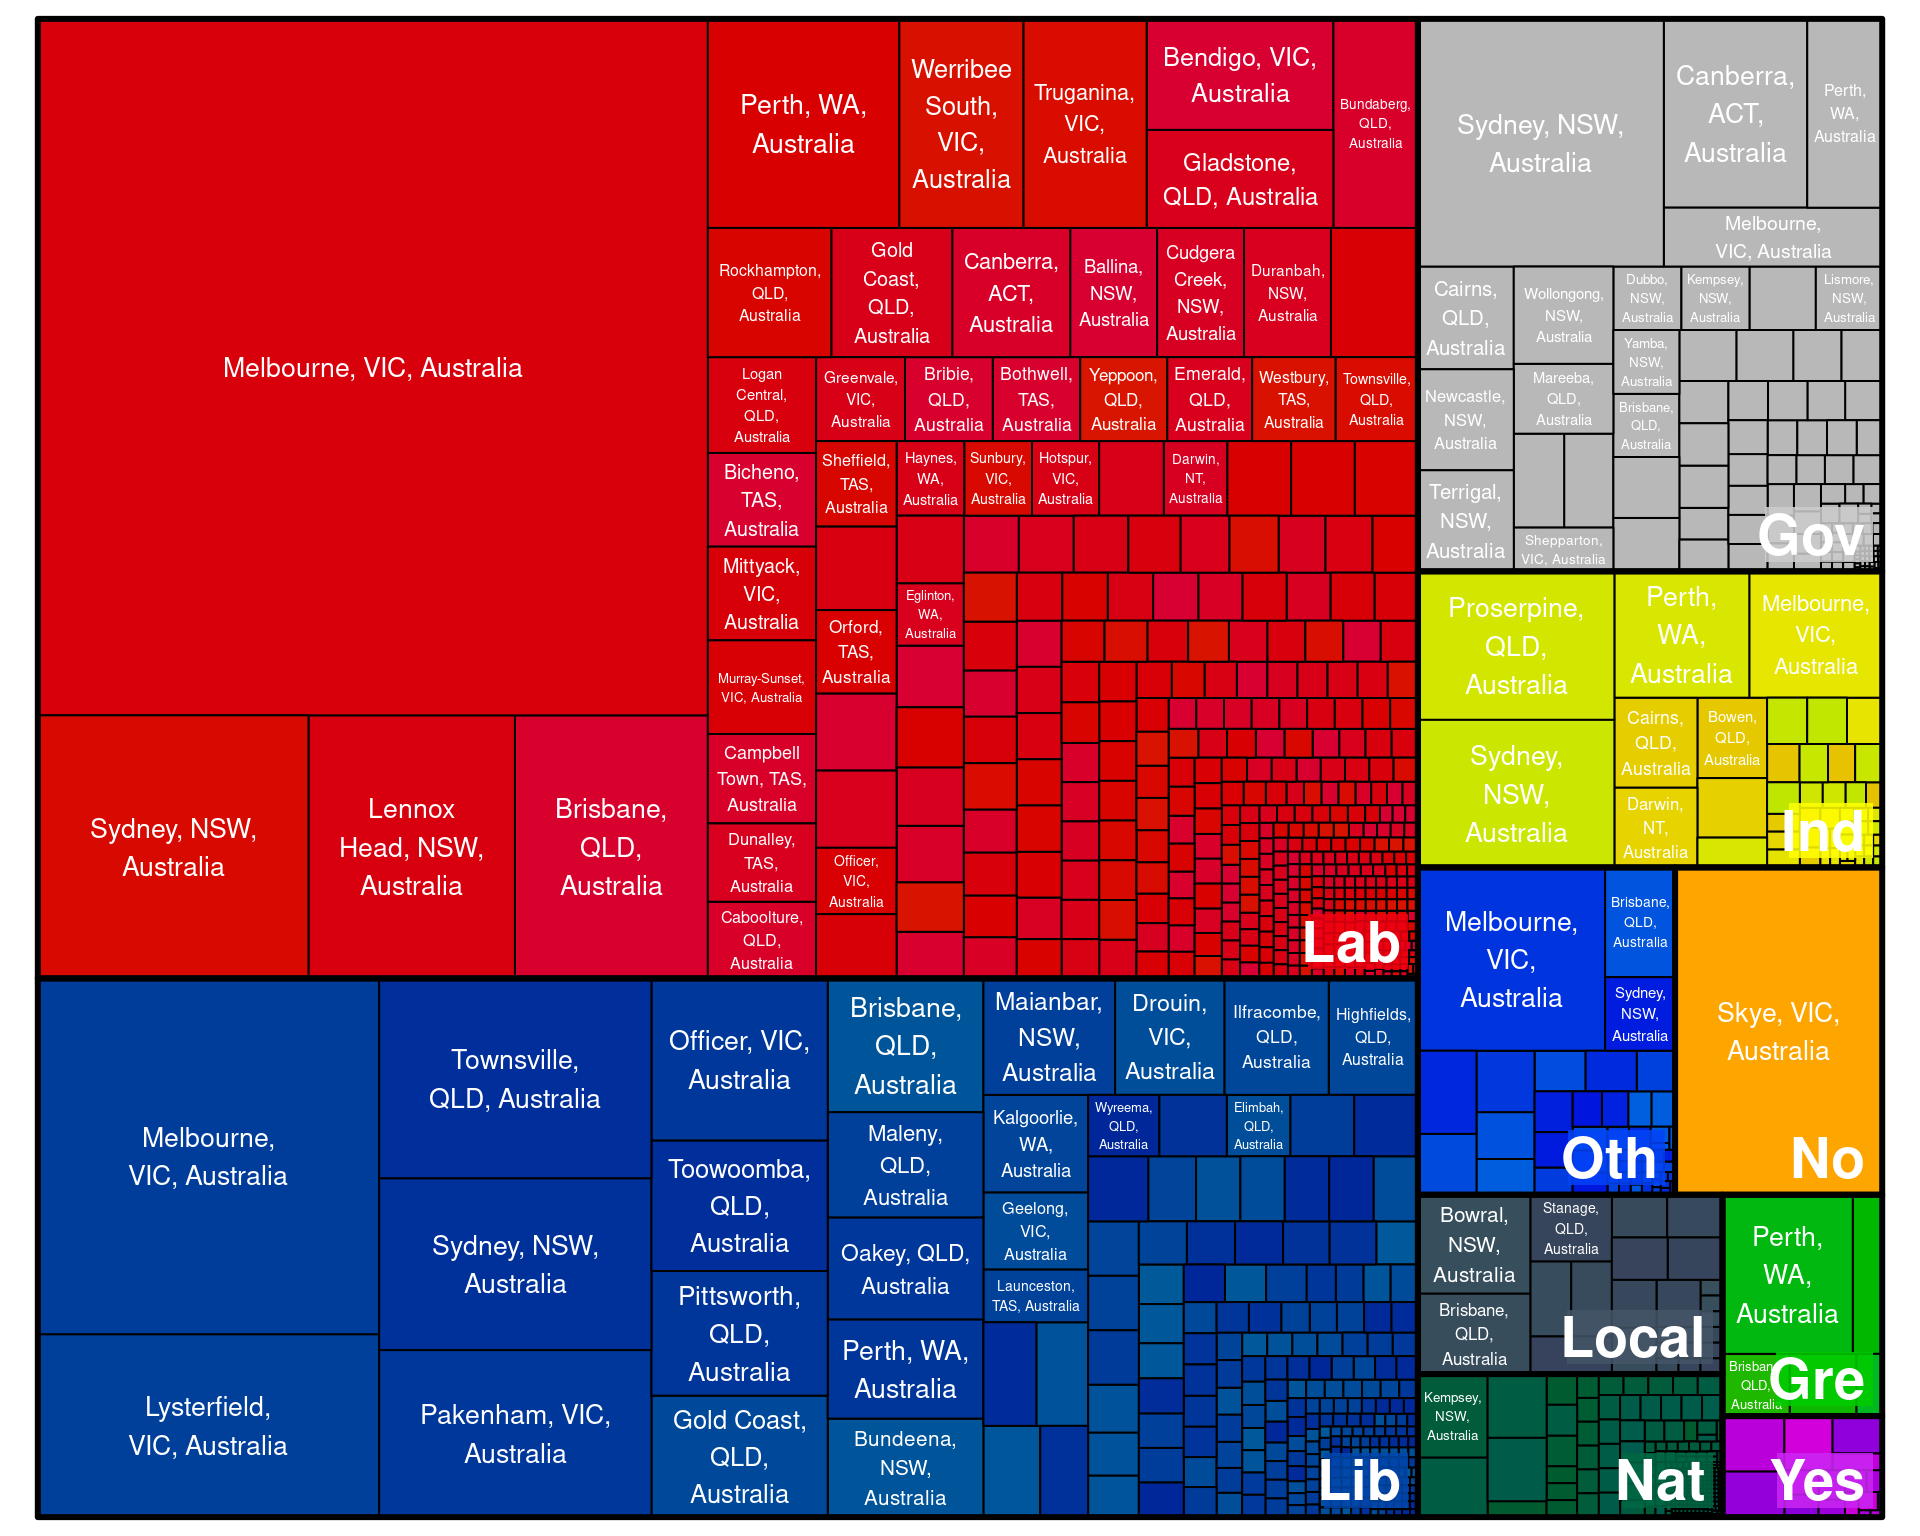 Melbourne, VIC, Australia
Perth, WA,
Australia
Werribee
South,
VIC,
Australia
Truganina,
VIC,
Australia
Bendigo, VIC,
Australia
Gladstone,
QLD, Australia
Bundaberg,
QLD,
Australia
Rockhampton,
QLD,
Australia
Gold
Coast,
QLD,
Australia
Canberra,
ACT,
Australia
Ballina,
NSW,
Australia
Cudgera
Creek,
NSW,
Australia
Duranbah,
NSW,
Australia
Logan
Central,
QLD,
Australia
Greenvale,
VIC,
Australia
Bribie,
QLD,
Australia
Bothwell,
TAS,
Australia
Yeppoon,
QLD,
Australia
Emerald,
QLD,
Australia
Westbury,
TAS,
Australia
Townsville,
QLD,
Australia
Bicheno,
TAS,
Australia
Sheffield,
TAS,
Australia
Haynes,
WA,
Australia
Sunbury,
VIC,
Australia
Hotspur,
VIC,
Australia
Darwin,
NT,
Australia
Mittyack,
VIC,
Australia
Eglinton,
WA,
Australia
Orford,
TAS,
Australia
Murray-Sunset,
VIC, Australia
Campbell
Town, TAS,
Australia
Dunalley,
TAS,
Australia
Officer,
VIC,
Australia
Caboolture,
QLD,
Australia
Sydney, NSW,
Australia
Lennox
Head, NSW,
Australia
Brisbane,
QLD,
Australia
Lab
Sydney, NSW,
Australia
Canberra,
ACT,
Australia
Perth,
WA,
Australia
Melbourne,
VIC, Australia
Cairns,
QLD,
Australia
Wollongong,
NSW,
Australia
Dubbo,
NSW,
Australia
Kempsey,
NSW,
Australia
Lismore,
NSW,
Australia
Yamba,
NSW,
Australia
Newcastle,
NSW,
Australia
Mareeba,
QLD,
Australia
Brisbane,
QLD,
Australia
Terrigal,
NSW,
Australia
Shepparton,
VIC, Australia
Gov
Proserpine,
QLD,
Australia
Perth,
WA,
Australia
Melbourne,
VIC,
Australia
Sydney,
NSW,
Australia
Cairns,
QLD,
Australia
Bowen,
QLD,
Australia
Darwin,
NT,
Australia
Ind
Melbourne,
VIC,
Australia
Brisbane,
QLD,
Australia
Sydney,
NSW,
Australia
Oth
Skye, VIC,
Australia
No
Melbourne,
VIC, Australia
Lysterfield,
VIC, Australia
Townsville,
QLD, Australia
Sydney, NSW,
Australia
Pakenham, VIC,
Australia
Officer, VIC,
Australia
Toowoomba,
QLD,
Australia
Pittsworth,
QLD,
Australia
Gold Coast,
QLD,
Australia
Brisbane,
QLD,
Australia
Maleny,
QLD,
Australia
Oakey, QLD,
Australia
Perth, WA,
Australia
Bundeena,
NSW,
Australia
Maianbar,
NSW,
Australia
Drouin,
VIC,
Australia
Ilfracombe,
QLD,
Australia
Highfields,
QLD,
Australia
Kalgoorlie,
WA,
Australia
Wyreema,
QLD,
Australia
Elimbah,
QLD,
Australia
Geelong,
VIC,
Australia
Launceston,
TAS, Australia
Lib
Bowral,
NSW,
Australia
Stanage,
QLD,
Australia
Brisbane,
QLD,
Australia
Local
Perth,
WA,
Australia
Brisbane,
QLD,
Australia
Gre
Kempsey,
NSW,
Australia
Nat
Yes